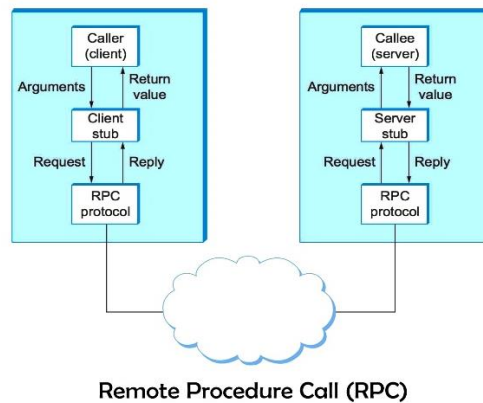 Caller
(client)
Arguments
Return
value
Client
stub
Request
Reply
RPC
protocol
Callee
(server)
Arguments
Return
value
Server
stub
Request
Reply
RPC
protocol
Remote Procedure Call (RPC)